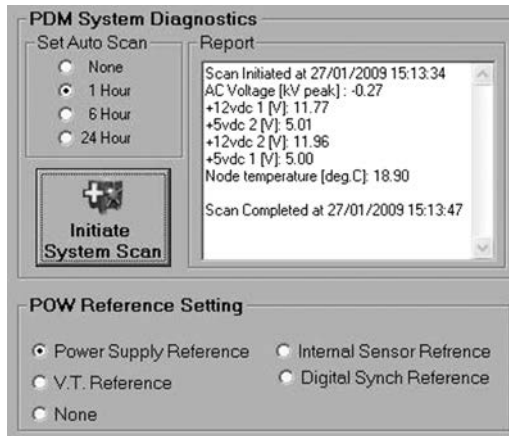 PDM System Diagnostics
Set Auto Scan
None
1 Hour
6 Hour
24 Hour
Initiate
System Scan
Report
Scan Initiated at 27/01/2009 15:13:34
AC Voltage [kV peak] : -0.27
+12vdc 1 [V]: 11.77
+5vdc 2 [V]: 5.01
+12vdc 2 [V]: 11.96
+5vdc 1 [V]: 5.00
Node temperature [deg.C]: 18.90
Scan Completed at 27/01/2009 15:13:47
POW Reference Setting
Power Supply Reference
Internal Sensor Refrence
V.T. Reference
Digital Synch Reference
None